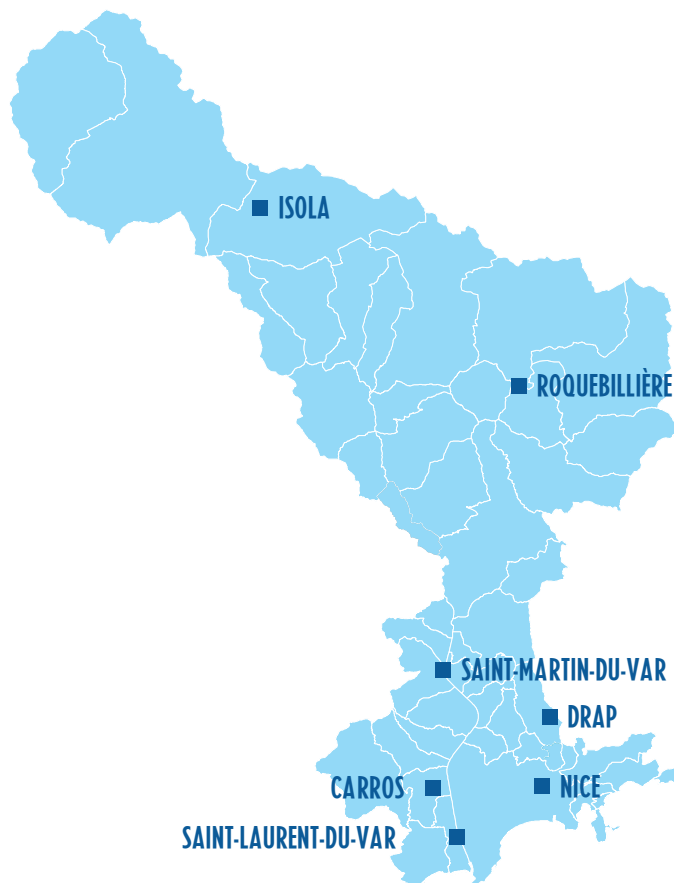 ISOLA
ROQUEBILLIÈRE
SAINT-MARTIN-DU-VAR
DRAP
CARROS
NICE
SAINT-LAURENT-DU-VAR